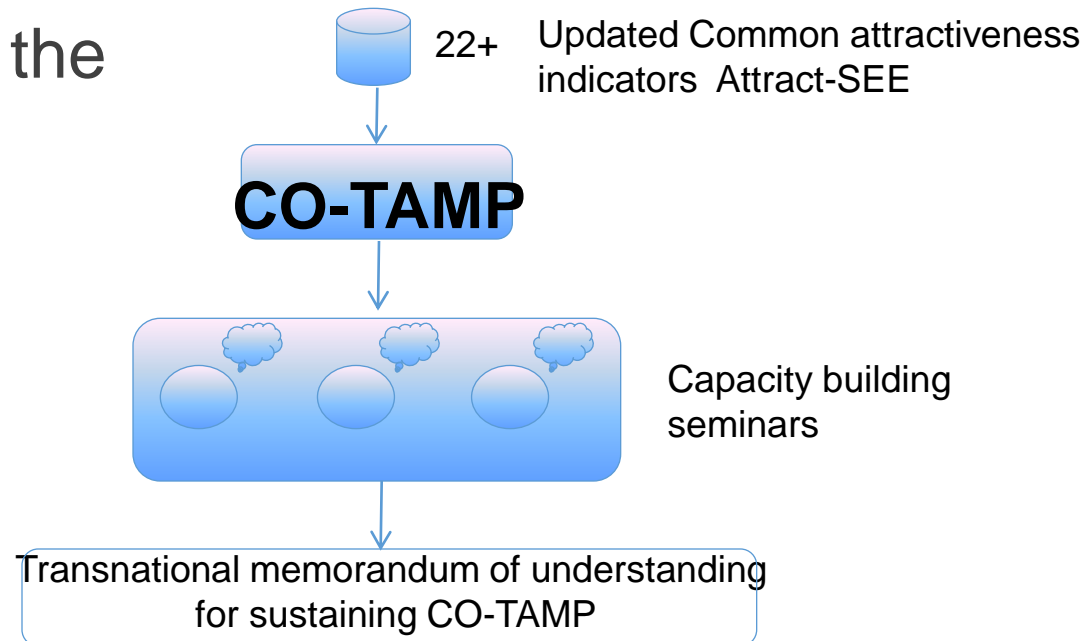 the
22+
Updated Common attractiveness
indicators Attract-SEE
CO-TAMP
Capacity building
seminars
Transnational memorandum of understanding
for sustaining CO-TAMP